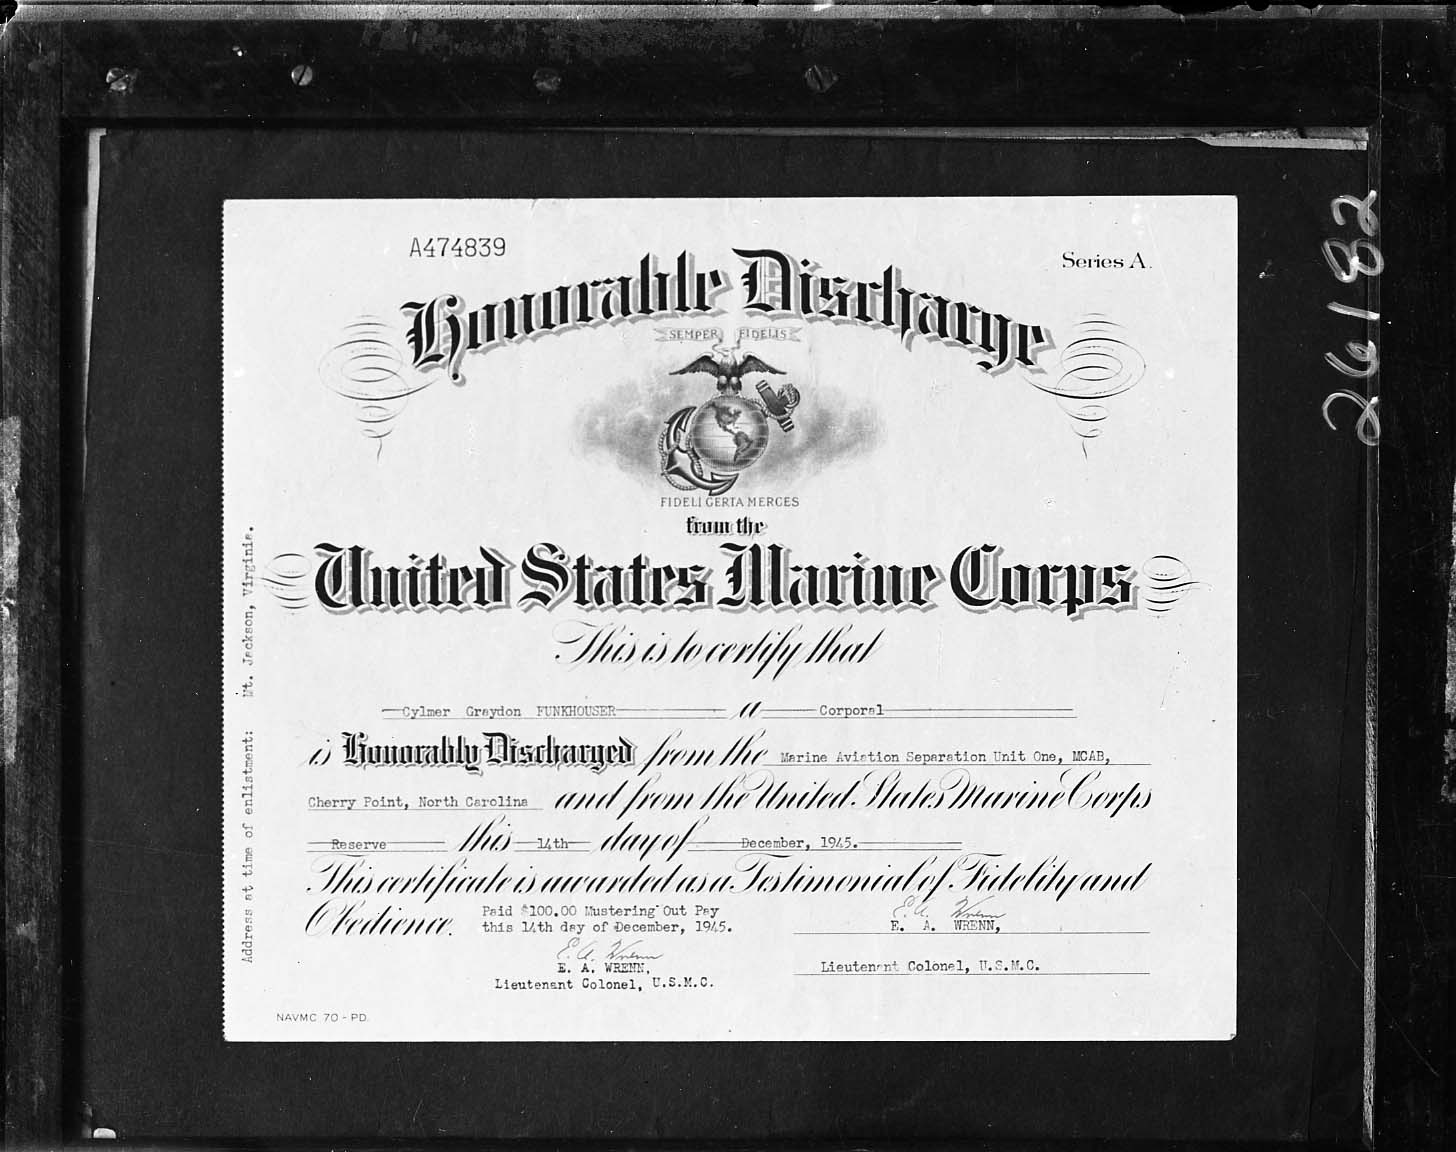 A474839
Series A.
Honorable Discharge
SEMPER FIDELIS
FIDELI CERTA MERCES
from the
United States Marine Corps
This is to certify that
Cylmer Graydon FUNKHOUSER a Corporal
is Honorably Discharged from the Marine Aviation Separation Unit One, MCAB,
Cherry Point, North Carolina and from the United States Marine Corps
Reserve this 14th day of December, 1945.
This certificate is awarded as a Testimonial of Fidelity and
Obedience.
Paid $100.00 Mustering Out Pay
this 14th day of December, 1945.
E. A. Wrenn
E. A. WRENN,
Lieutenant Colonel, U.S.M.C.
E. A. Wrenn
E. A. WRENN,
Lieutenant Colonel, U.S.M.C.
NAVMC 70 - PD.
Address at time of enlistment: Mt. Jackson, Virginia.
26182